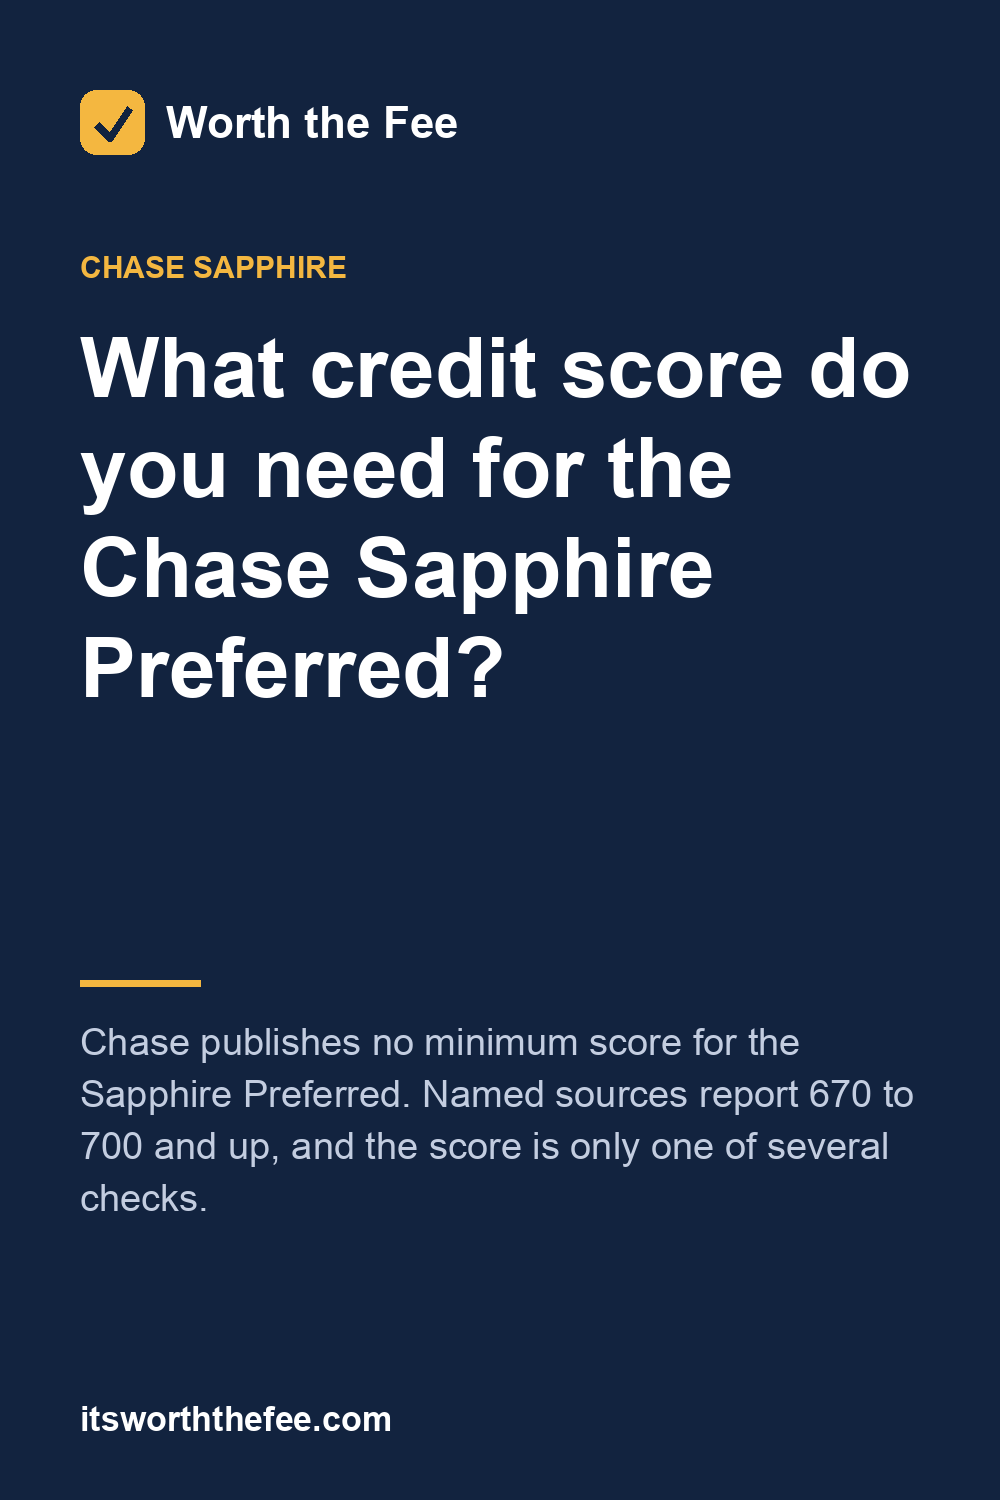 Worth the Fee
CHASE SAPPHIRE
What credit score do
you need for the
Chase Sapphire
Preferred?
Chase publishes no minimum score for the
Sapphire Preferred. Named sources report 670 to
700 and up, and the score is only one of several
checks.
itsworththefee.com